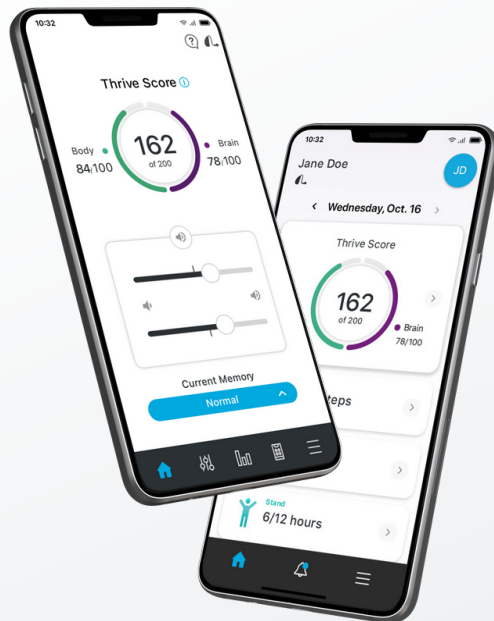 10:32
Thrive Score
Body
84/100
162
of 200
Brain
78/100
Current Memory
Normal
10:32
Jane Doe
JD
Wednesday, Oct. 16
Thrive Score
162
of 200
Brain
78/100
Stand
6/12 hours